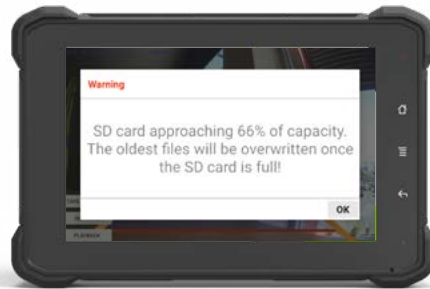 Warning
SD card approaching 66% of capacity.
The oldest files will be overwritten once
the SD card is full!
OK
PLAYBACK